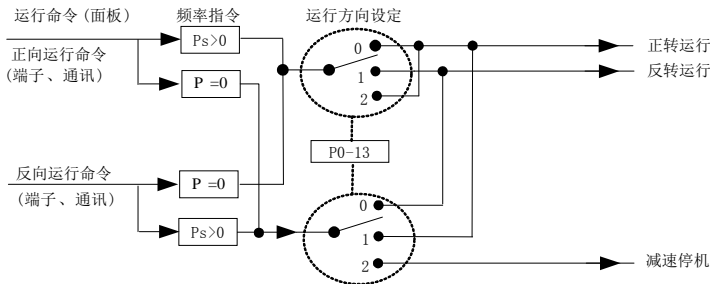 运行命令(面板)
频率指令
运行方向设定
正向运行命令
(端子、通讯)
Ps>0
P =0
0
1
2
正转运行
反转运行
P0-13
反向运行命令
(端子、通讯)
P =0
Ps>0
0
1
2
减速停机